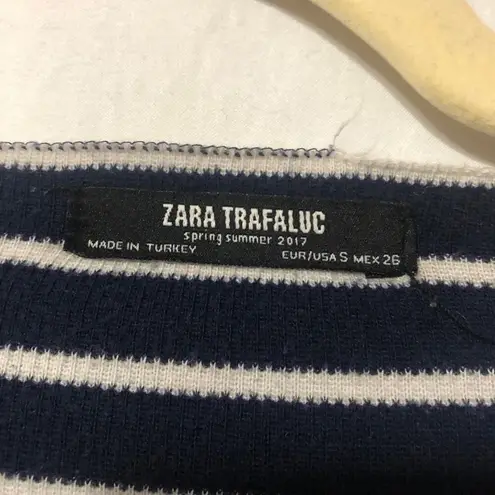 ZARA TRAFALUC
spring summer 2017
MADE IN TURKEY EUR/USA S MEX 26